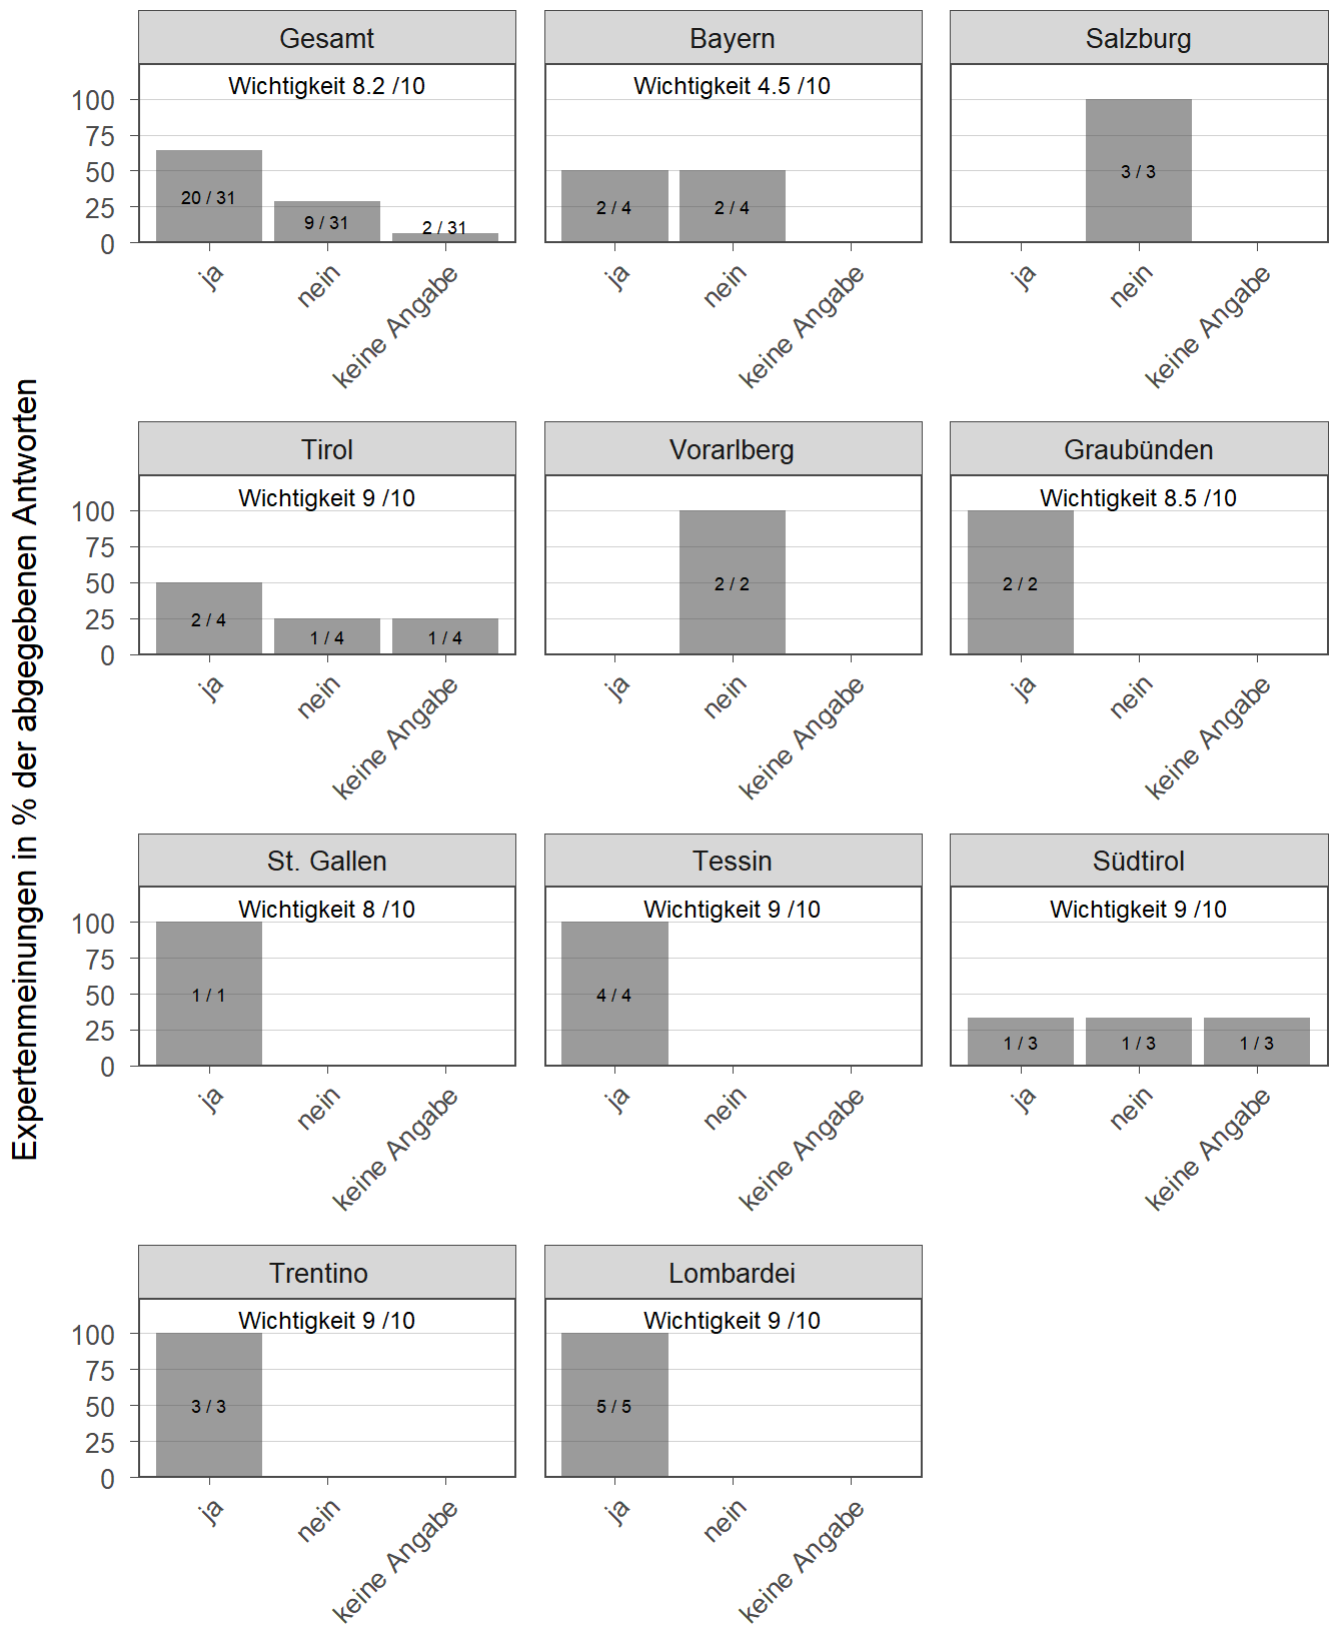 Expertenmeinungen in % der abgegebenen Antworten
Gesamt
Wichtigkeit 8.2 /10
100
75
50
25
0
20 / 31
9 / 31
2 / 31
ja
nein
keine Angabe
Bayern
Wichtigkeit 4.5 /10
2 / 4
2 / 4
ja
nein
keine Angabe
Salzburg
3 / 3
ja
nein
keine Angabe
Tirol
Wichtigkeit 9 /10
100
75
50
25
0
2 / 4
1 / 4
1 / 4
ja
nein
keine Angabe
Vorarlberg
2 / 2
ja
nein
keine Angabe
Graubünden
Wichtigkeit 8.5 /10
2 / 2
ja
nein
keine Angabe
St. Gallen
Wichtigkeit 8 /10
100
75
50
25
0
1 / 1
ja
nein
keine Angabe
Tessin
Wichtigkeit 9 /10
4 / 4
ja
nein
keine Angabe
Südtirol
Wichtigkeit 9 /10
1 / 3
1 / 3
1 / 3
ja
nein
keine Angabe
Trentino
Wichtigkeit 9 /10
100
75
50
25
0
3 / 3
ja
nein
keine Angabe
Lombardei
Wichtigkeit 9 /10
5 / 5
ja
nein
keine Angabe